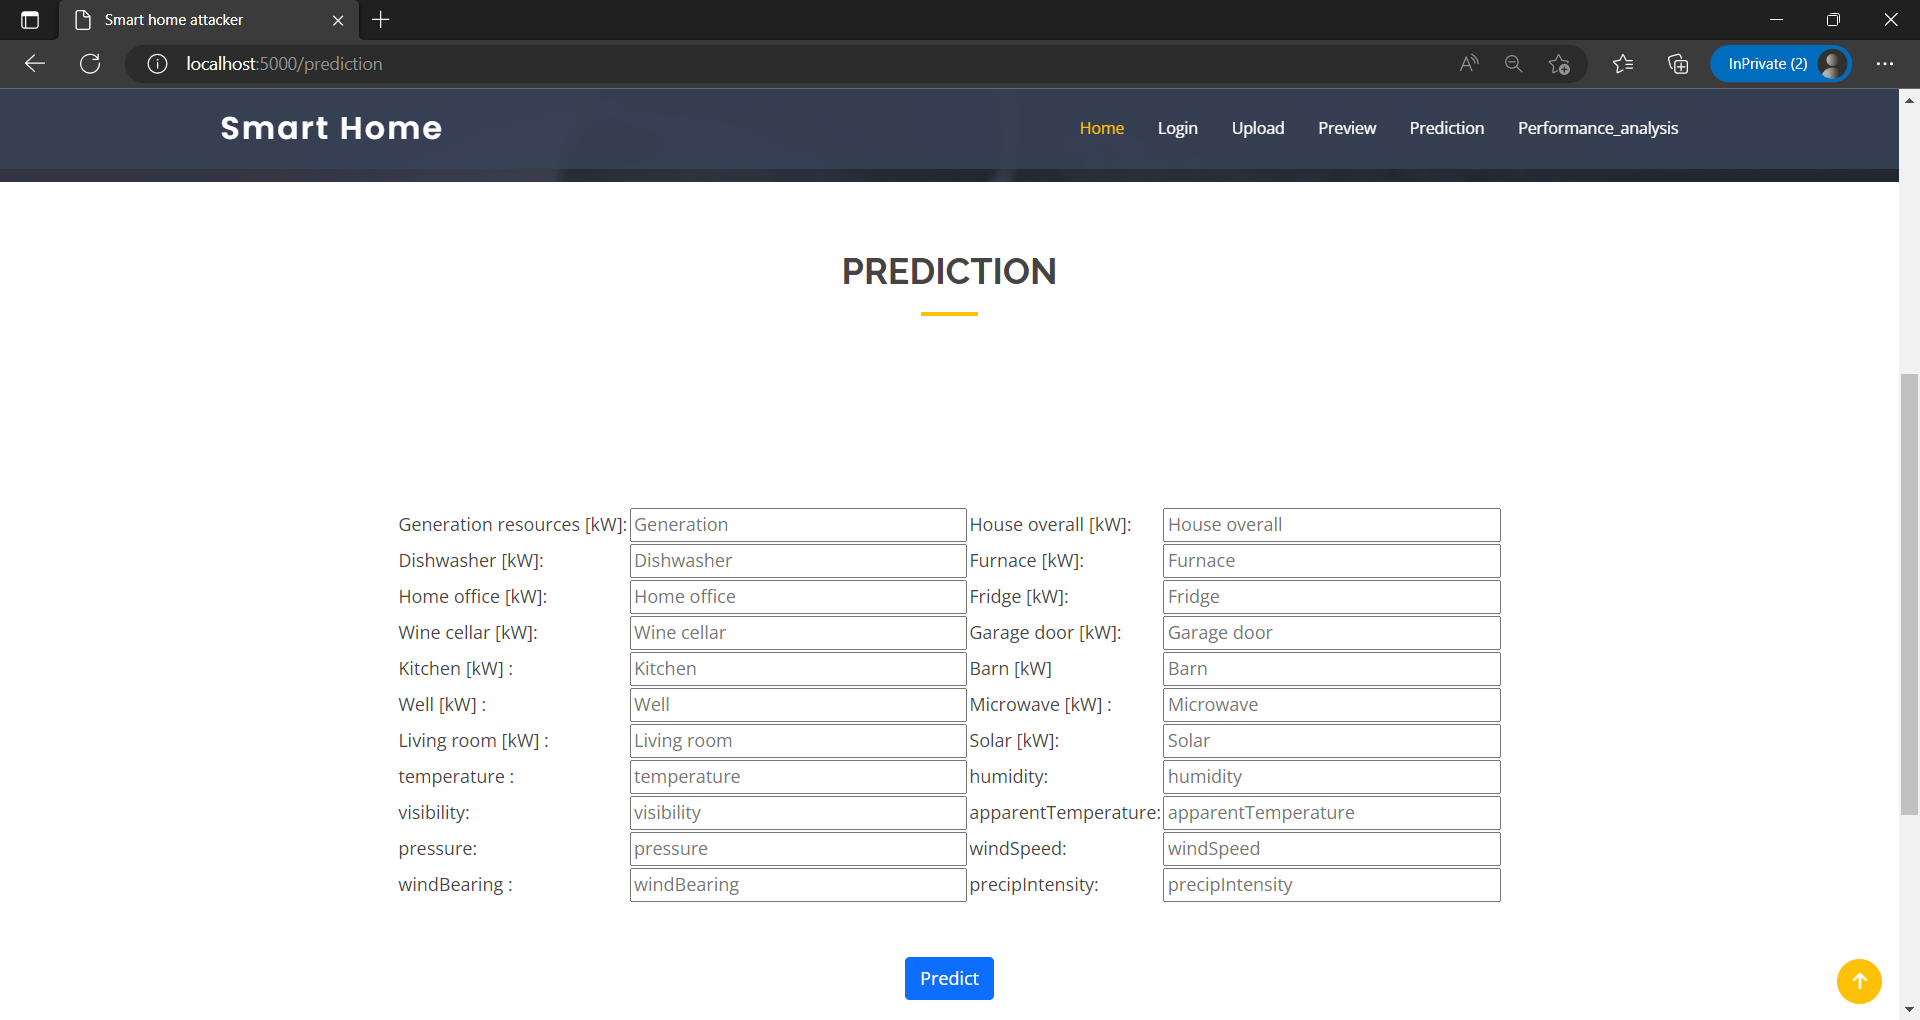 Smart home attacker
localhost:5000/prediction
InPrivate (2)
Smart Home
Home Login Upload Preview Prediction Performance_analysis
PREDICTION
Generation resources [kW]: Generation House overall [kW]: House overall
Dishwasher [kW]: Dishwasher Furnace [kW]: Furnace
Home office [kW]: Home office Fridge [kW]: Fridge
Wine cellar [kW]: Wine cellar Garage door [kW]: Garage door
Kitchen [kW] : Kitchen Barn [kW] Barn
Well [kW] : Well Microwave [kW] : Microwave
Living room [kW] : Living room Solar [kW]: Solar
temperature : temperature humidity: humidity
visibility: visibility apparentTemperature: apparentTemperature
pressure: pressure windSpeed: windSpeed
windBearing : windBearing precipIntensity: precipIntensity
Predict